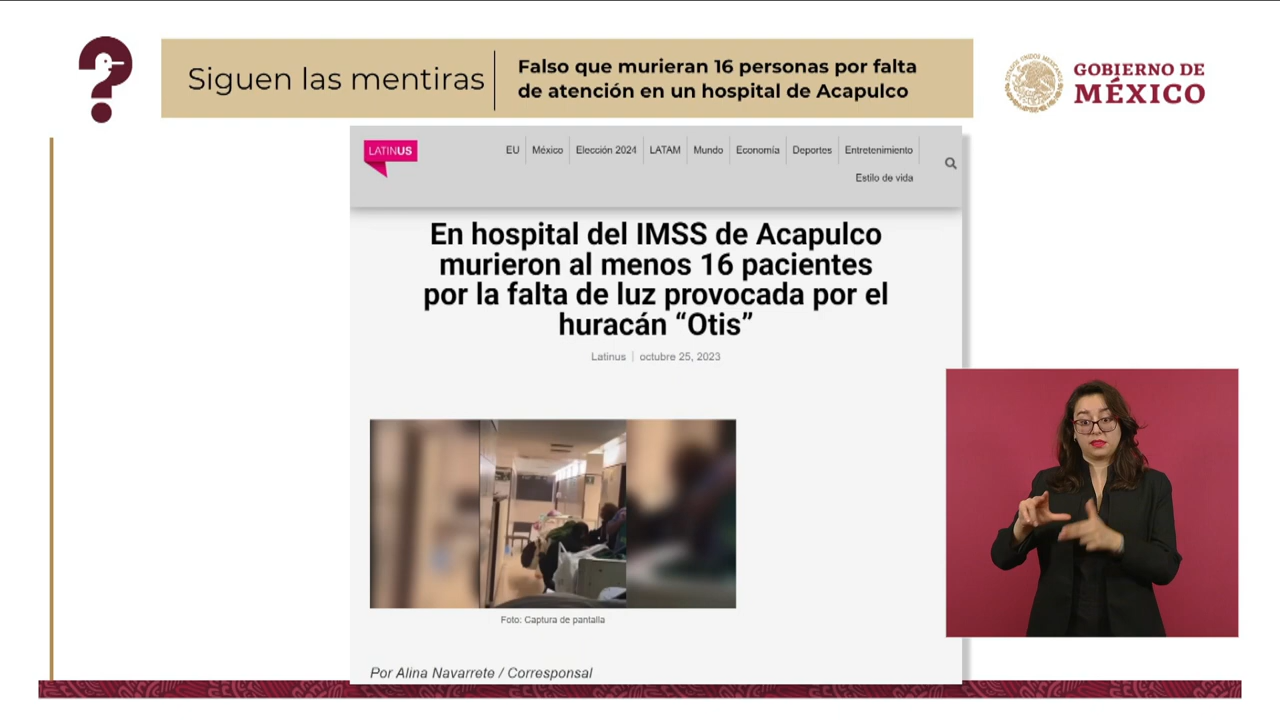 Siguen las mentiras
Falso que murieran 16 personas por falta
de atención en un hospital de Acapulco
GOBIERNO DE
MÉXICO
LATINUS
EU México Elección 2024 LATAM Mundo Economía Deportes Entretenimiento
Estilo de vida
En hospital del IMSS de Acapulco
murieron al menos 16 pacientes
por la falta de luz provocada por el
huracán “Otis”
Latinus | octubre 25, 2023
Foto: Captura de pantalla
Por Alina Navarrete / Corresponsal